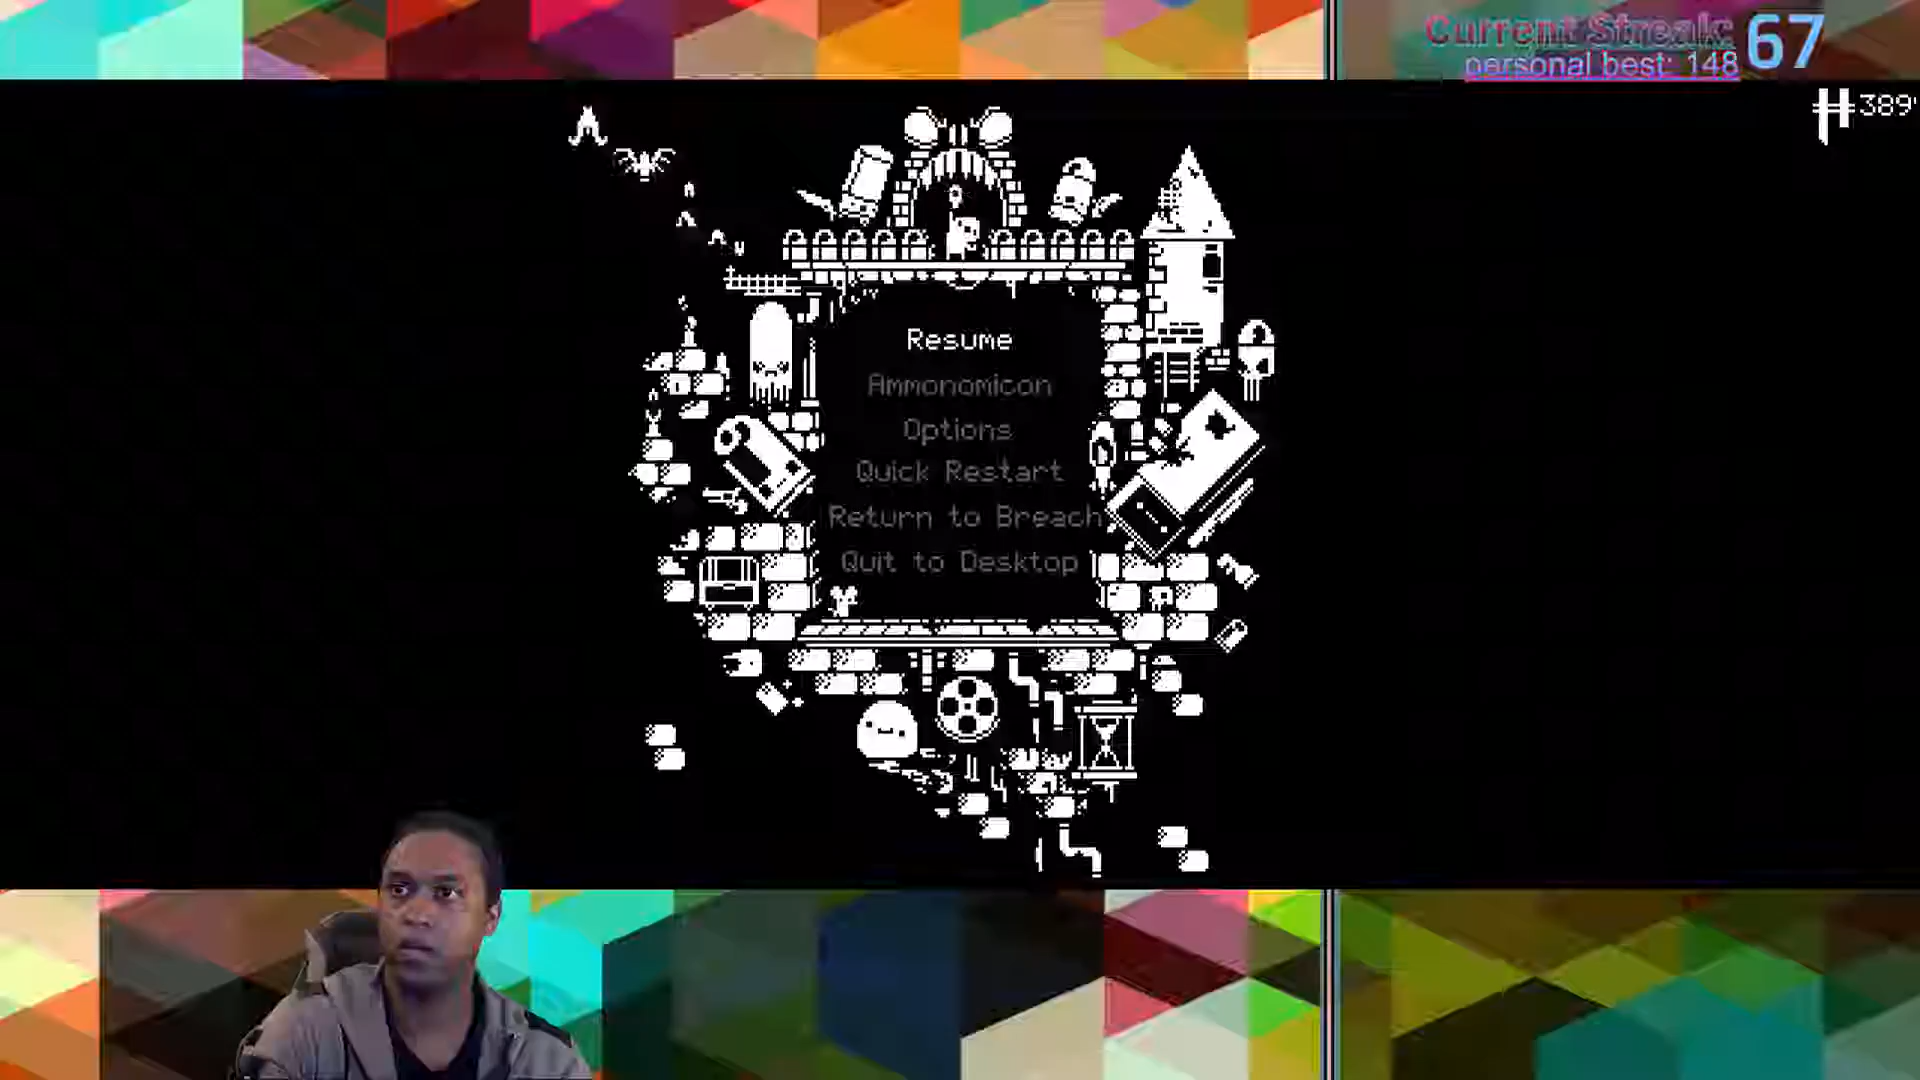 Current Streak: 67
personal best: 148
389
Resume
Ammonomicon
Options
Quick Restart
Return to Breach
Quit to Desktop